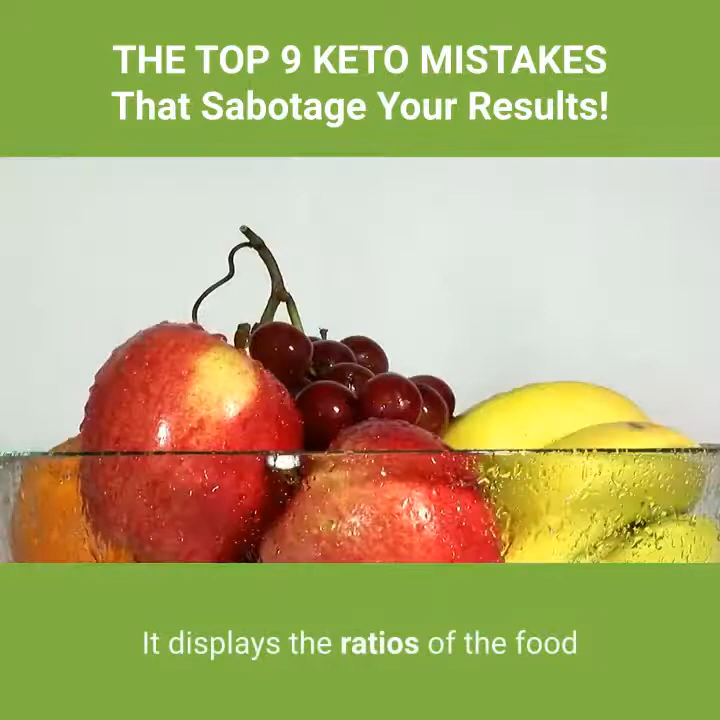 THE TOP 9 KETO MISTAKES
That Sabotage Your Results!
It displays the ratios of the food